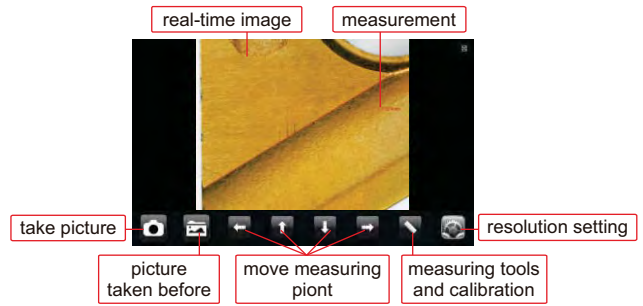 real-time image
measurement
take picture
picture
taken before
move measuring
piont
measuring tools
and calibration
resolution setting